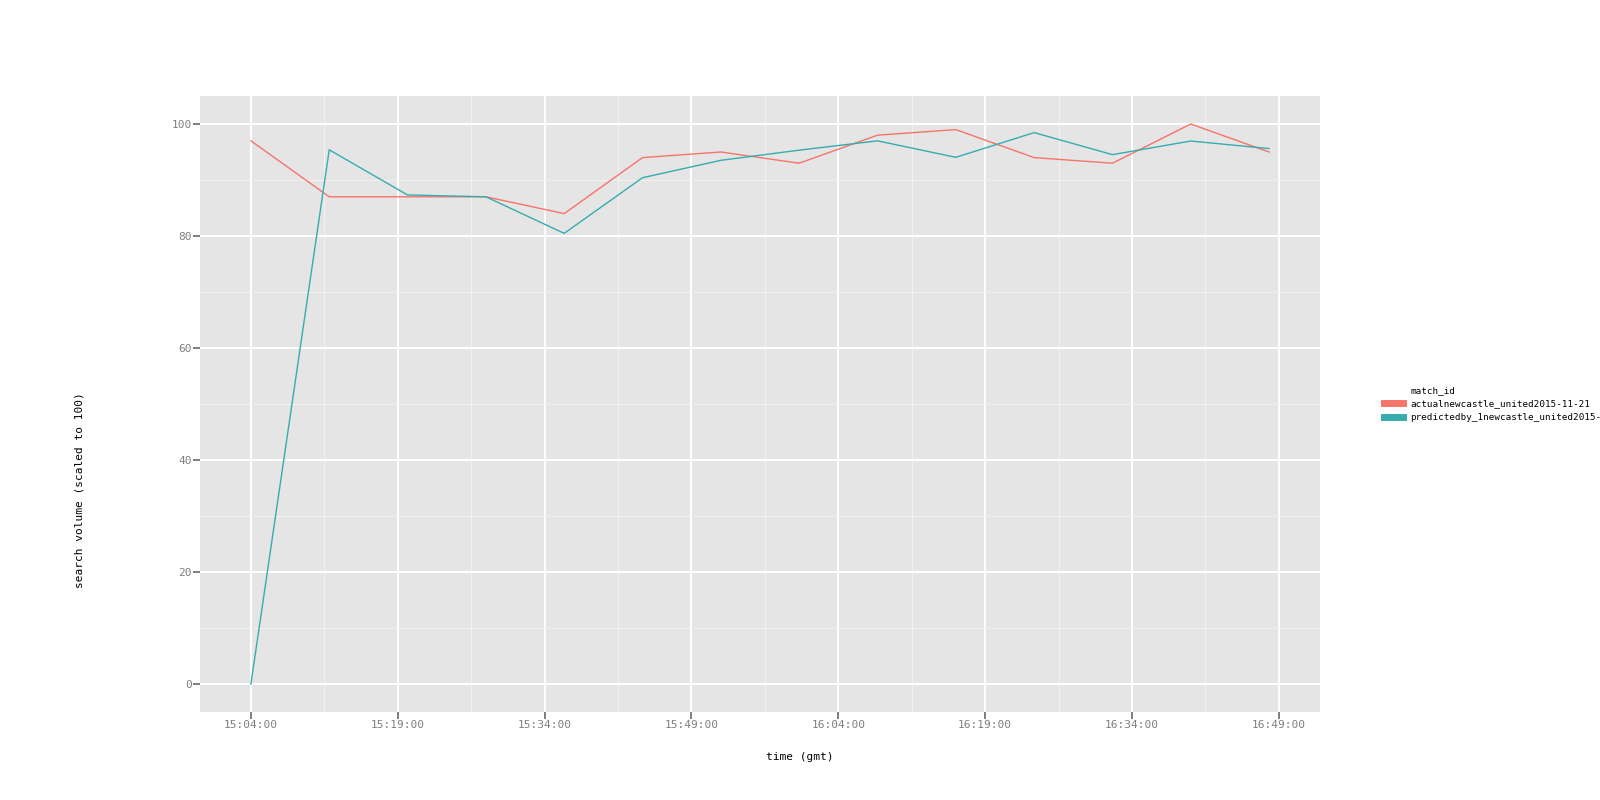 100
80
60
40
20
0
search volume (scaled to 100)
15:04:00 15:19:00 15:34:00 15:49:00 16:04:00 16:19:00 16:34:00 16:49:00
time (gmt)
match_id
actualnewcastle_united2015-11-21
predictedby_1newcastle_united2015-